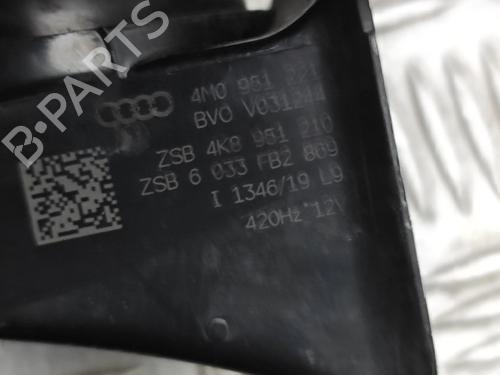 4M0 951 221
BVO V031244
ZSB 4K8 951 210
ZSB 6 033 FB2 809
I 1346/19 L9
420Hz 12V
B-PARTS